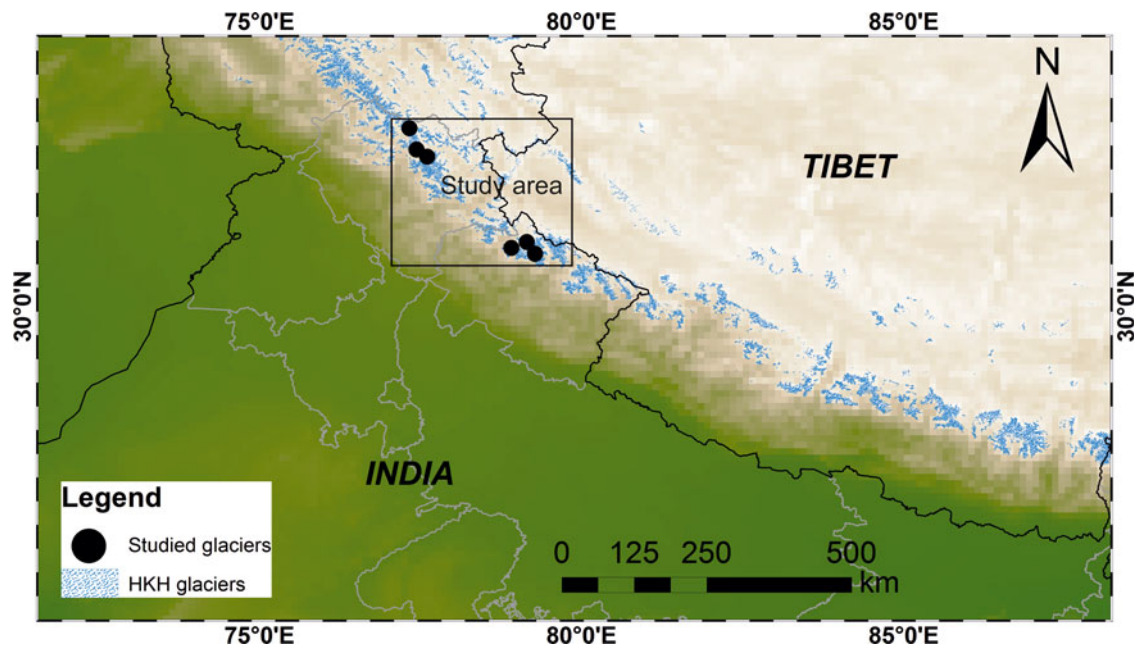 75°0'E 80°0'E 85°0'E
N
TIBET
Study area
30°0'N 30°0'N
INDIA
Legend
Studied glaciers
HKH glaciers
0 125 250 500
km
75°0'E 80°0'E 85°0'E